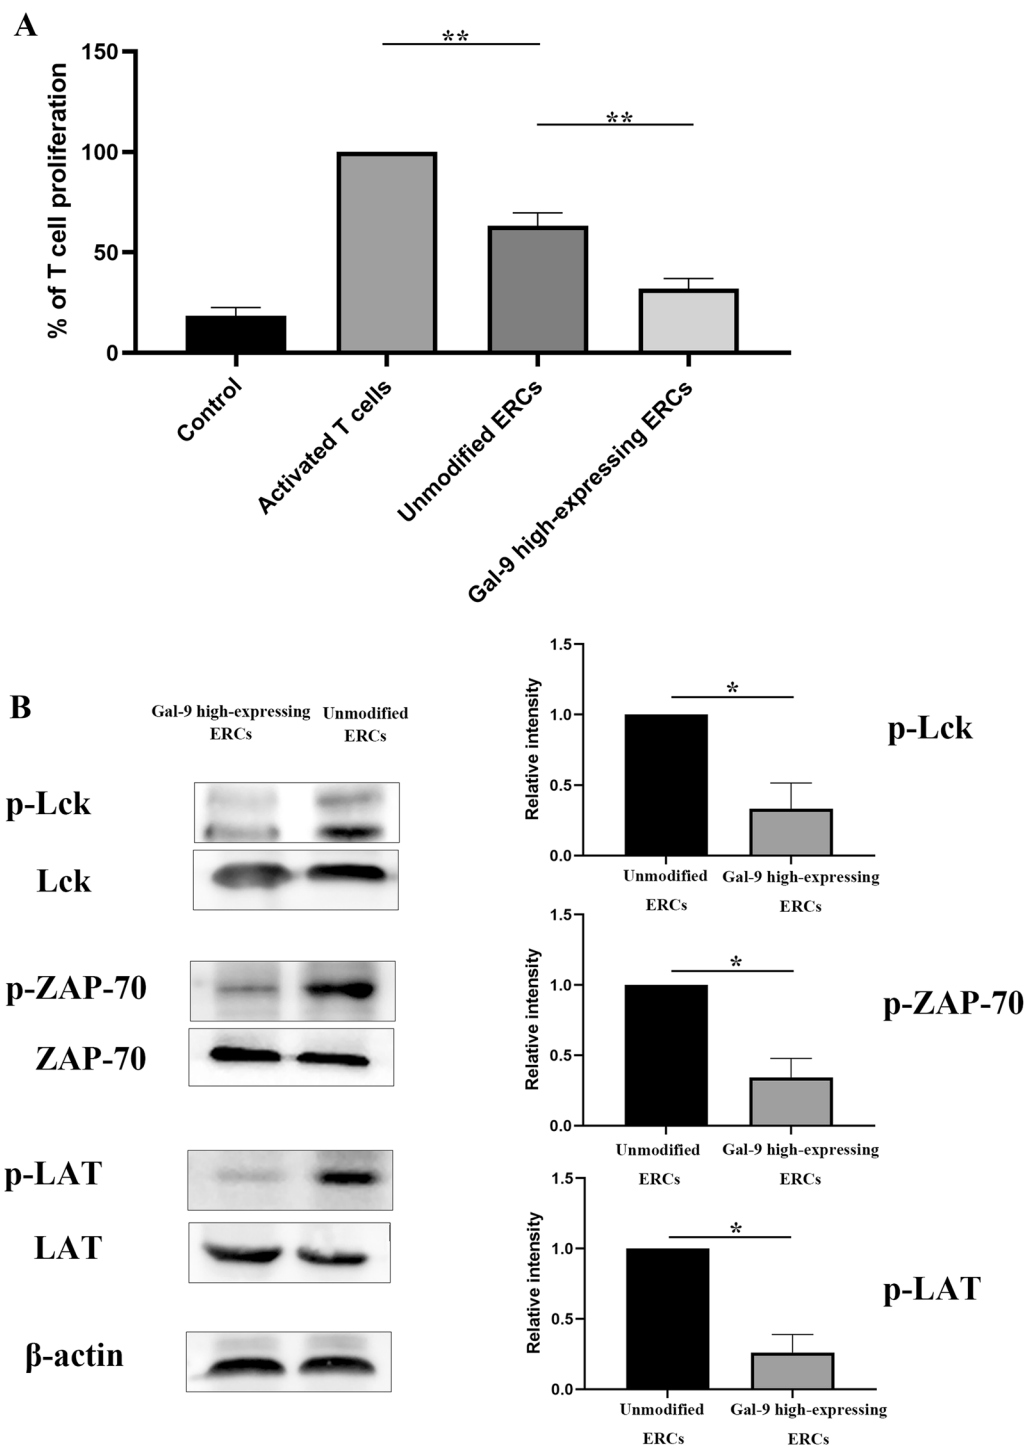 A
**
**
150
100
50
0
% of T cell proliferation
Control
Activated T cells
Unmodified ERCs
Gal-9 high-expressing ERCs
B
Gal-9 high-expressing
ERCs
Unmodified
ERCs
p-Lck
Lck
p-ZAP-70
ZAP-70
p-LAT
LAT
β-actin
1.5
1.0
0.5
0.0
Relative intensity
*
Unmodified
ERCs
Gal-9 high-expressing
ERCs
p-Lck
1.5
1.0
0.5
0.0
Relative intensity
*
Unmodified
ERCs
Gal-9 high-expressing
ERCs
p-ZAP-70
1.5
1.0
0.5
0.0
Relative intensity
*
Unmodified
ERCs
Gal-9 high-expressing
ERCs
p-LAT